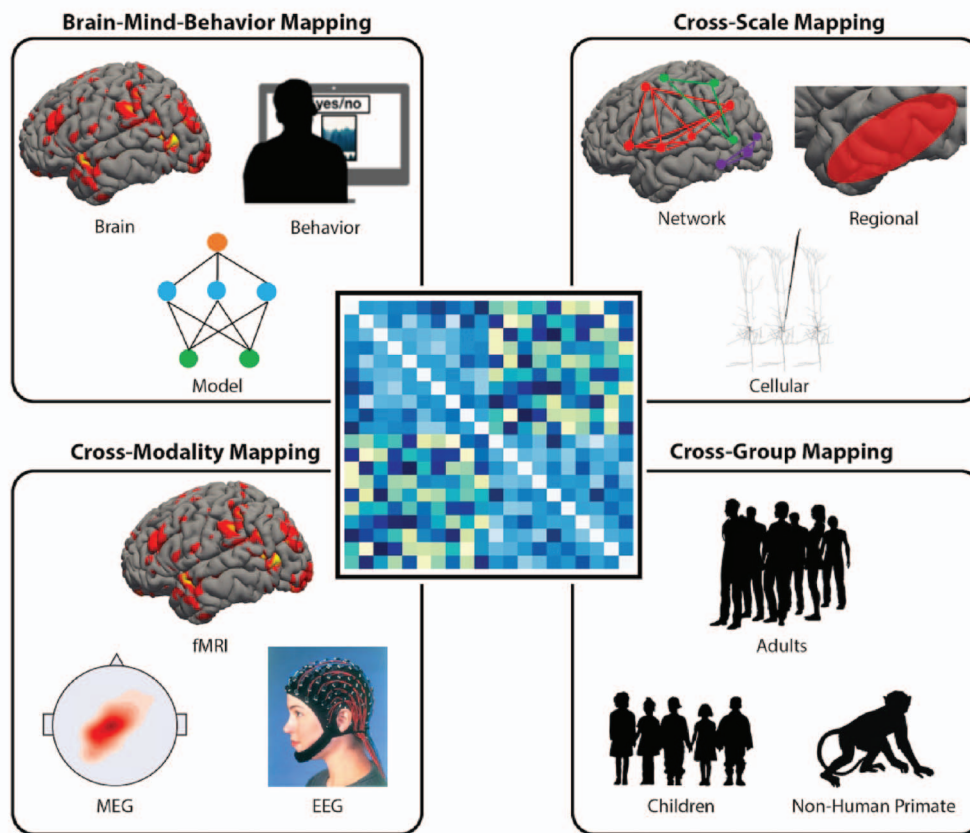 Brain-Mind-Behavior Mapping
yes/no
Brain
Behavior
Model
Cross-Scale Mapping
Network
Regional
Cellular
Cross-Modality Mapping
fMRI
MEG
EEG
Cross-Group Mapping
Adults
Children
Non-Human Primate